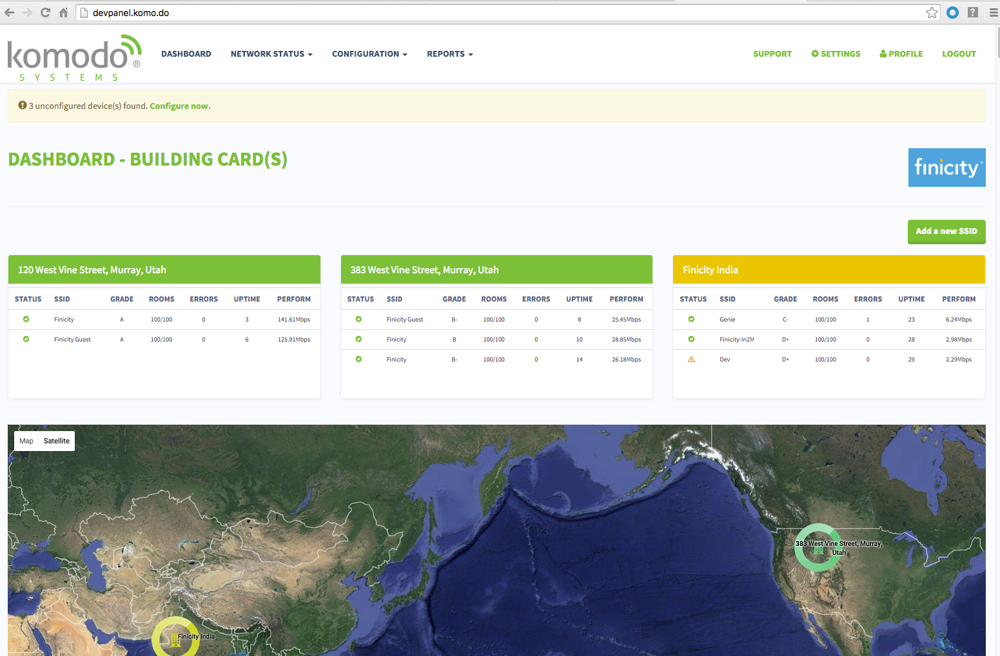 devpanel.komo.do
komodo®
SYSTEMS
DASHBOARD NETWORK STATUS CONFIGURATION REPORTS SUPPORT SETTINGS PROFILE LOGOUT
3 unconfigured device(s) found. Configure now.
DASHBOARD - BUILDING CARD(S)
finicity®
Add a new SSID
120 West Vine Street, Murray, Utah
STATUS SSID GRADE ROOMS ERRORS UPTIME PERFORM
Finicity A 100/100 0 3 141.61Mbps
Finicity Guest A 100/100 0 6 125.91Mbps
383 West Vine Street, Murray, Utah
STATUS SSID GRADE ROOMS ERRORS UPTIME PERFORM
Finicity Guest B- 100/100 0 8 25.45Mbps
Finicity B 100/100 0 10 28.85Mbps
Finicity B- 100/100 0 14 26.18Mbps
Finicity India
STATUS SSID GRADE ROOMS ERRORS UPTIME PERFORM
Genie C- 100/100 1 23 6.24Mbps
Finicity-In2M D+ 100/100 0 28 2.98Mbps
Dev D+ 100/100 0 29 2.29Mbps
Map Satellite
383 West Vine Street, Murray,
Utah
Finicity India